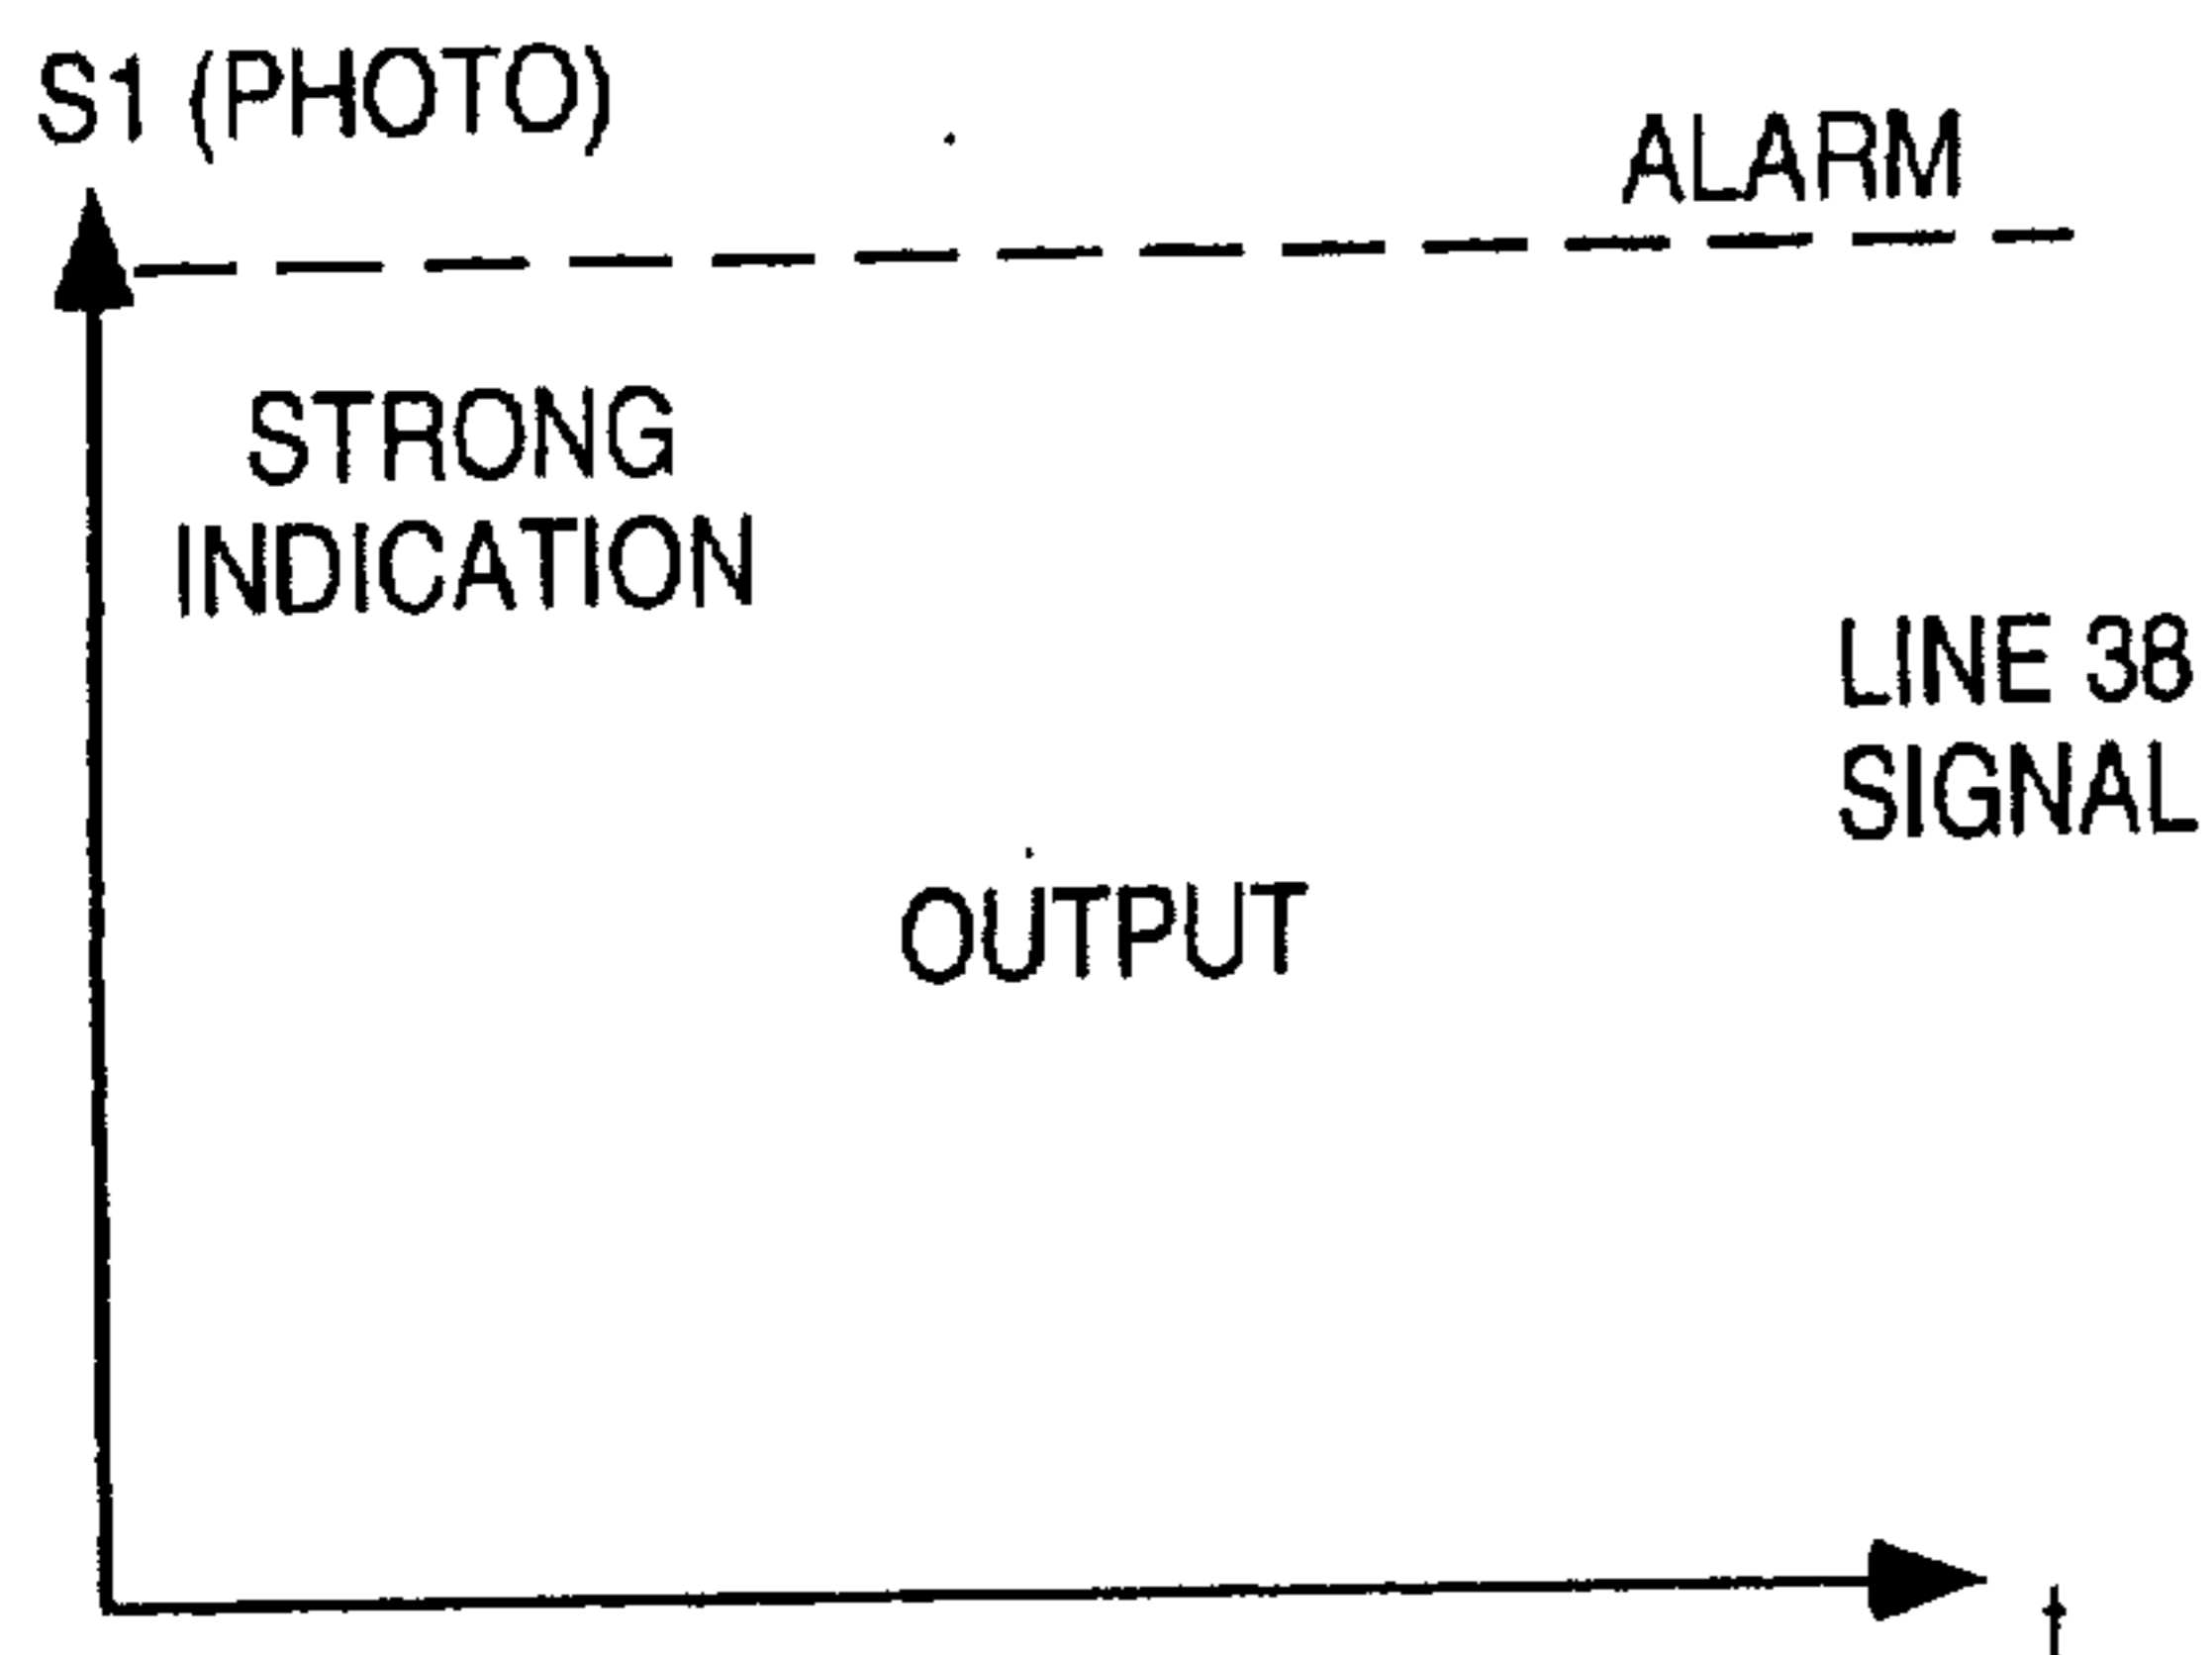 S1 (PHOTO)
ALARM
STRONG
INDICATION
LINE 38
SIGNAL
OUTPUT
t